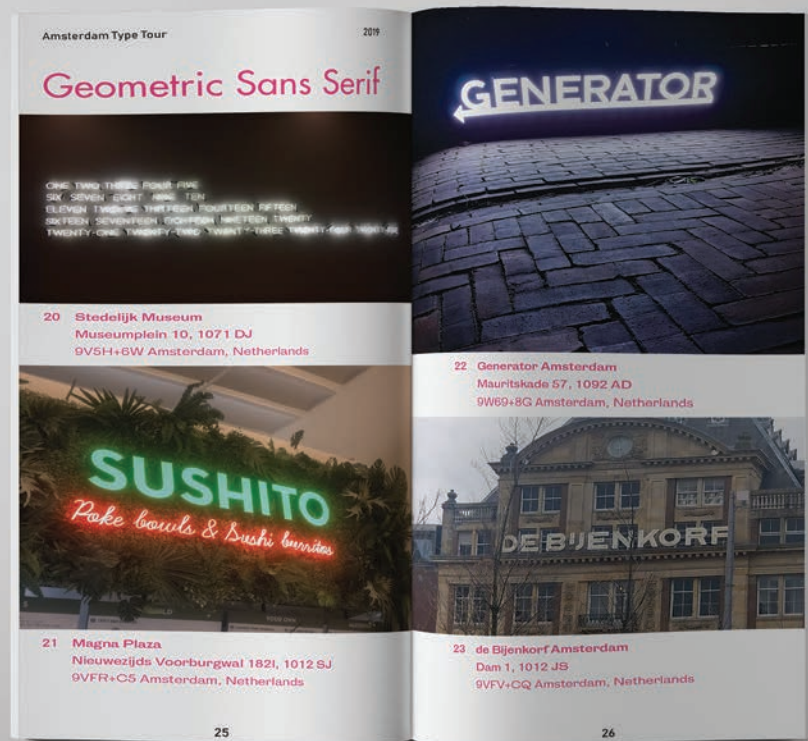 Amsterdam Type Tour
2019
Geometric Sans Serif
ONE TWO THREE FOUR FIVE
SIX SEVEN EIGHT NINE TEN
ELEVEN TWELVE THIRTEEN FOURTEEN FIFTEEN
SIXTEEN SEVENTEEN EIGHTEEN NINETEEN TWENTY
TWENTY-ONE TWENTY-TWO TWENTY-THREE TWENTY-FOUR
20 Stedelijk Museum
Museumplein 10, 1071 DJ
9V5H+6W Amsterdam, Netherlands
SUSHITO
Poke bowls & Sushi burritos
21 Magna Plaza
Nieuwezijds Voorburgwal 182I, 1012 SJ
9VFR+C5 Amsterdam, Netherlands
25
GENERATOR
22 Generator Amsterdam
Mauritskade 57, 1092 AD
9W69+8G Amsterdam, Netherlands
DE BIJENKORF
23 de Bijenkorf Amsterdam
Dam 1, 1012 JS
9VFV+CQ Amsterdam, Netherlands
26